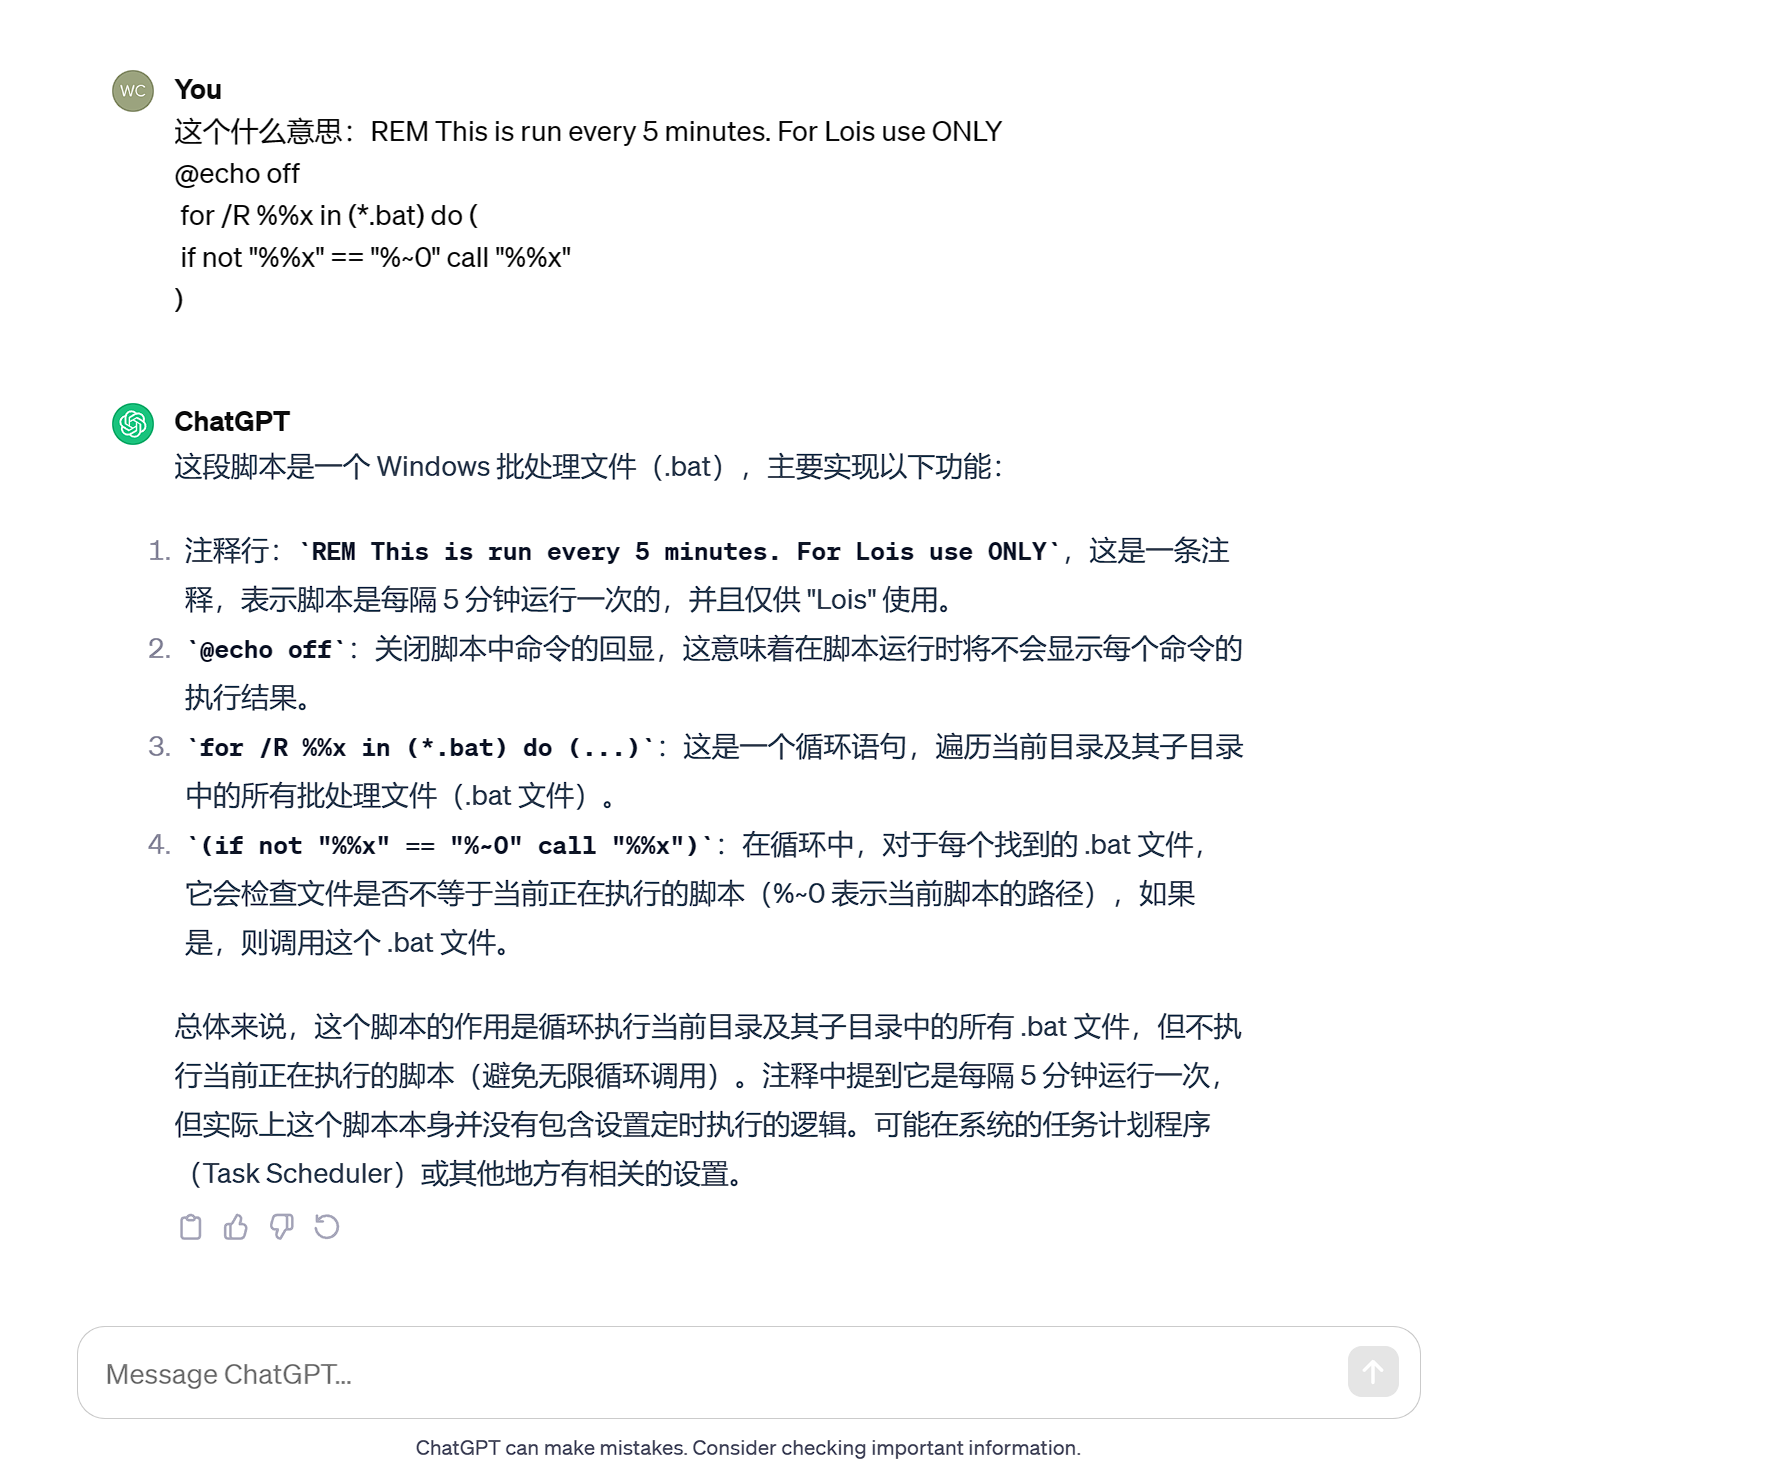 WC
You
这个什么意思：REM This is run every 5 minutes. For Lois use ONLY
@echo off
for /R %%x in (*.bat) do (
if not "%%x" == "%~0" call "%%x"
)
ChatGPT
这段脚本是一个 Windows 批处理文件（.bat），主要实现以下功能：
1. 注释行：`REM This is run every 5 minutes. For Lois use ONLY`，这是一条注
释，表示脚本是每隔 5 分钟运行一次的，并且仅供 "Lois" 使用。
2. `@echo off`：关闭脚本中命令的回显，这意味着在脚本运行时将不会显示每个命令的
执行结果。
3. `for /R %%x in (*.bat) do (...)`：这是一个循环语句，遍历当前目录及其子目录
中的所有批处理文件（.bat 文件）。
4. `(if not "%%x" == "%~0" call "%%x")`：在循环中，对于每个找到的 .bat 文件，
它会检查文件是否不等于当前正在执行的脚本（%~0 表示当前脚本的路径），如果
是，则调用这个 .bat 文件。
总体来说，这个脚本的作用是循环执行当前目录及其子目录中的所有 .bat 文件，但不执
行当前正在执行的脚本（避免无限循环调用）。注释中提到它是每隔 5 分钟运行一次，
但实际上这个脚本本身并没有包含设置定时执行的逻辑。可能在系统的任务计划程序
（Task Scheduler）或其他地方有相关的设置。
Message ChatGPT...
ChatGPT can make mistakes. Consider checking important information.